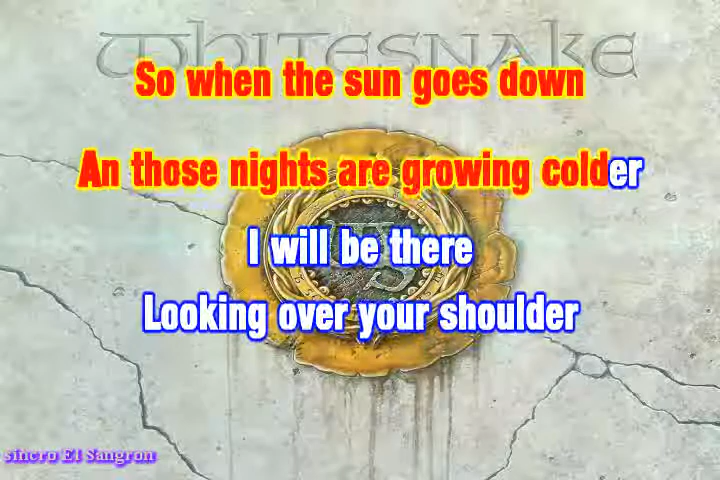 WHITESNAKE
So when the sun goes down
An those nights are growing colder
I will be there
Looking over your shoulder
sincro El Sangron